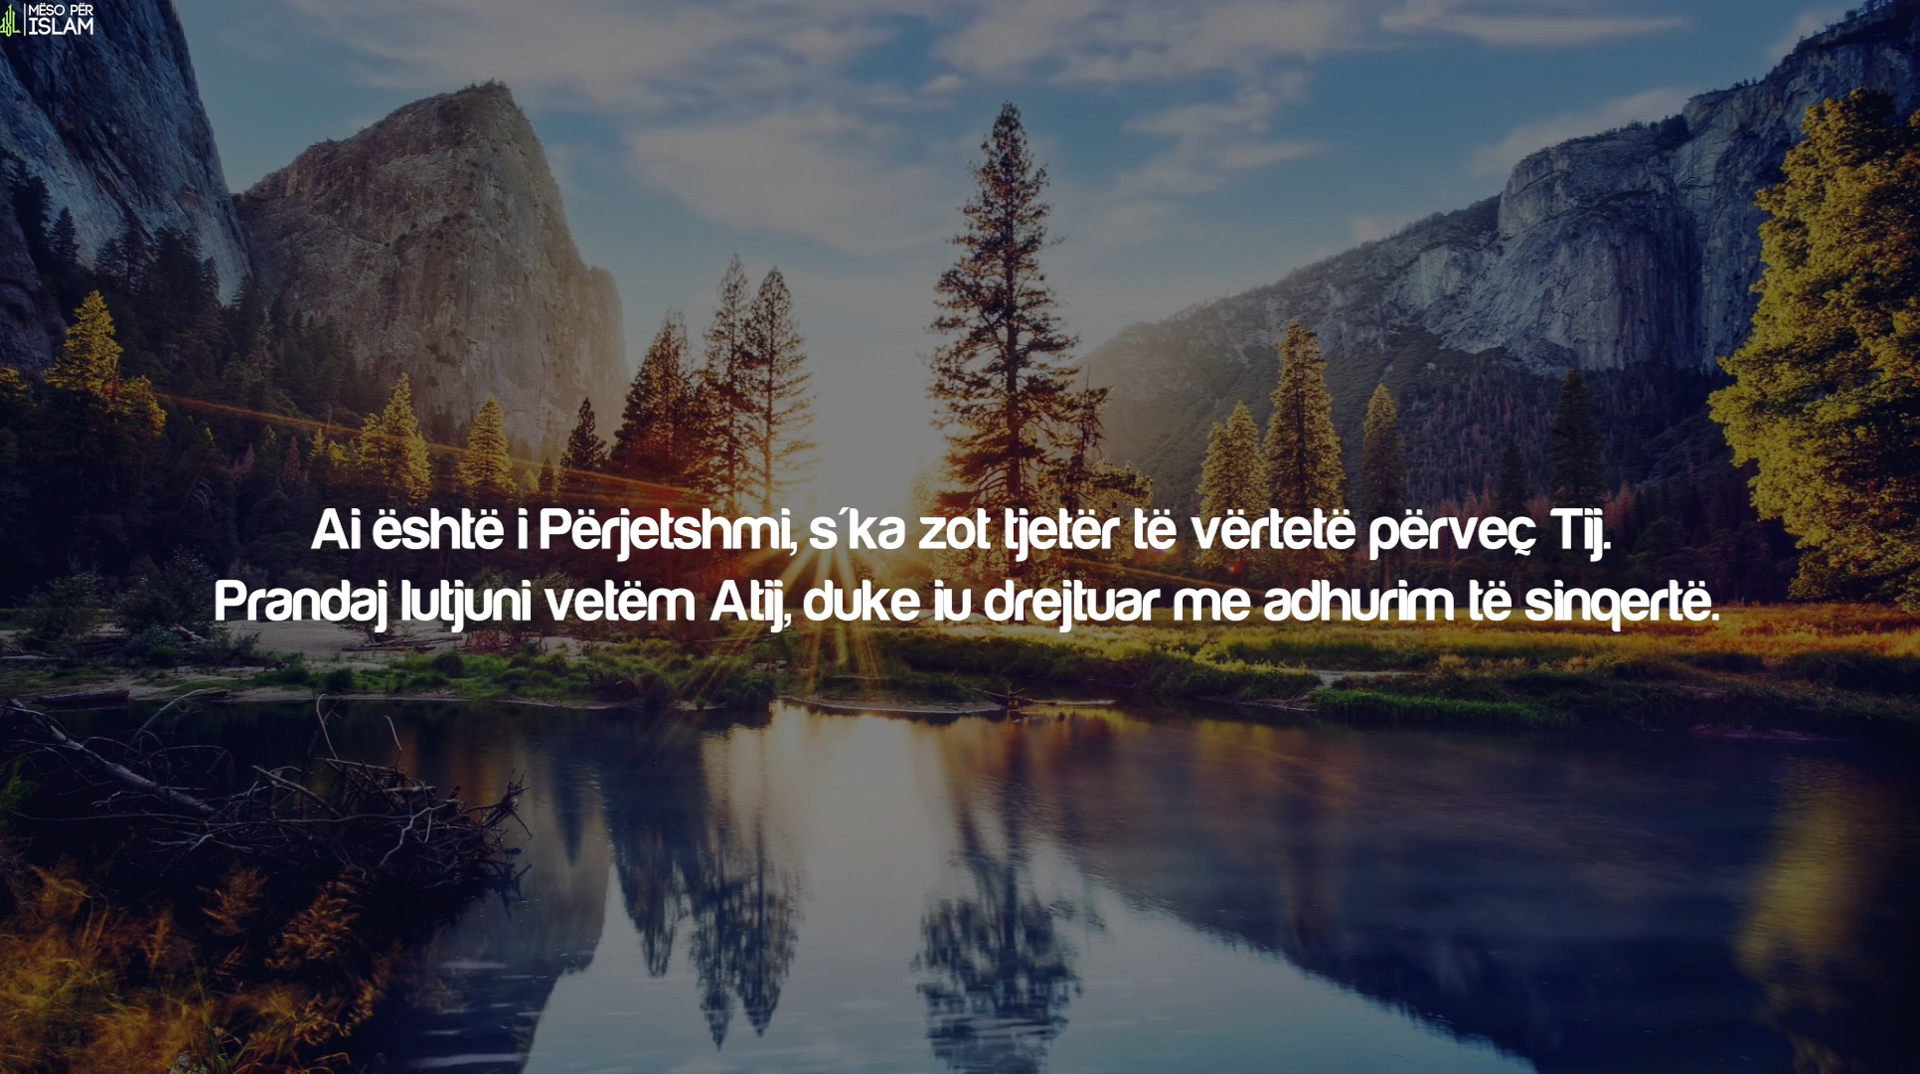 MËSO PËR
ISLAM
Ai është i Përjetshmi, s´ka zot tjetër të vërtetë përveç Tij.
Prandaj lutjuni vetëm Atij, duke iu drejtuar me adhurim të sinqertë.